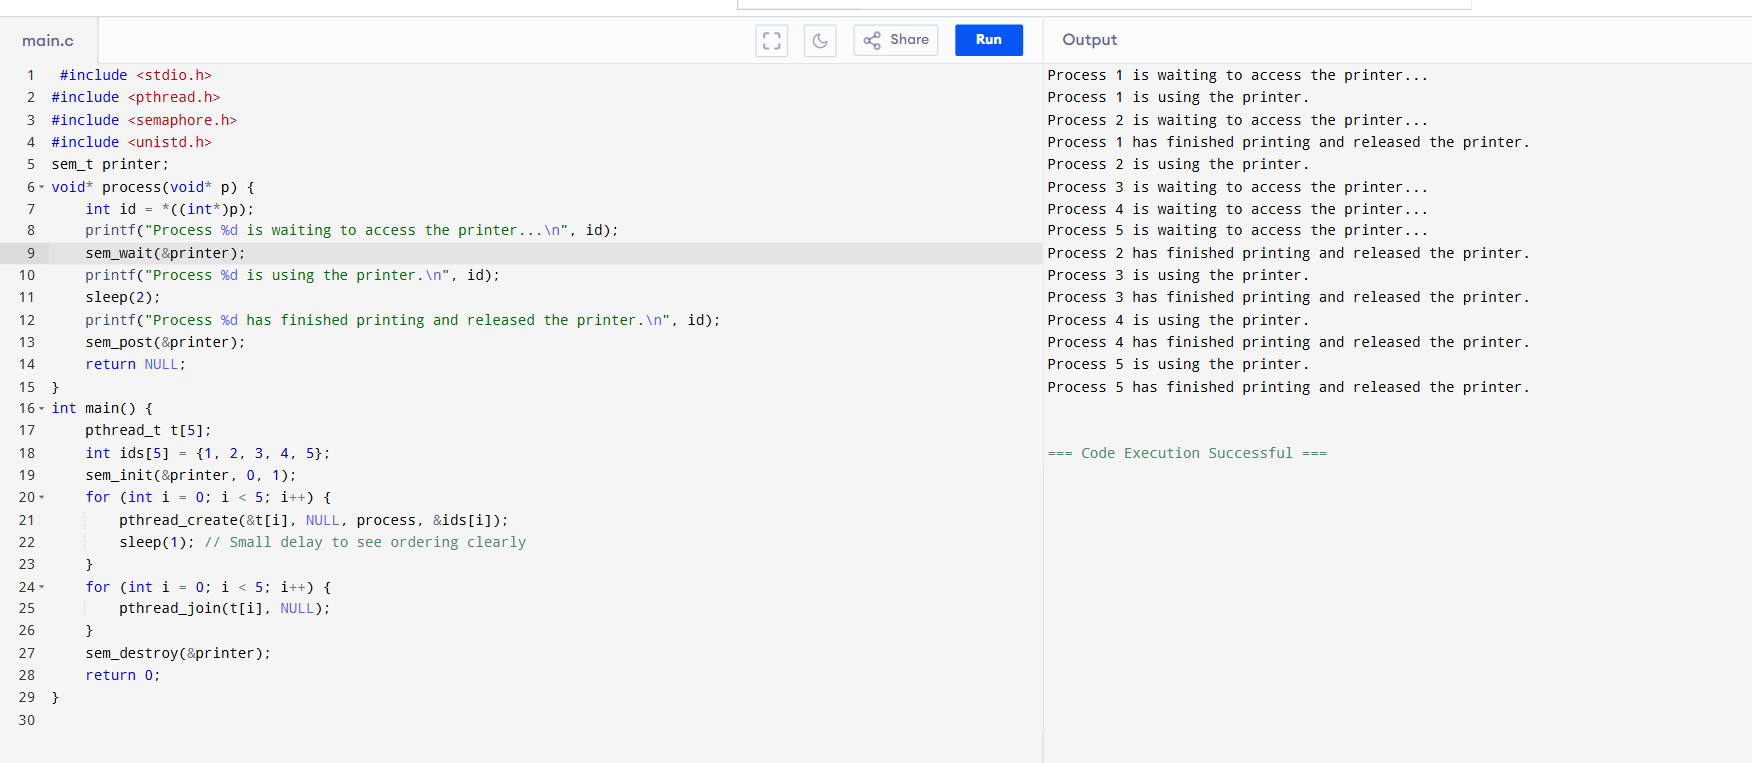 main.c
Share
Run
Output
1 #include <stdio.h>
2 #include <pthread.h>
3 #include <semaphore.h>
4 #include <unistd.h>
5 sem_t printer;
6 void* process(void* p) {
7     int id = *((int*)p);
8     printf("Process %d is waiting to access the printer...\n", id);
9     sem_wait(&printer);
10     printf("Process %d is using the printer.\n", id);
11     sleep(2);
12     printf("Process %d has finished printing and released the printer.\n", id);
13     sem_post(&printer);
14     return NULL;
15 }
16 int main() {
17     pthread_t t[5];
18     int ids[5] = {1, 2, 3, 4, 5};
19     sem_init(&printer, 0, 1);
20     for (int i = 0; i < 5; i++) {
21         pthread_create(&t[i], NULL, process, &ids[i]);
22         sleep(1); // Small delay to see ordering clearly
23     }
24     for (int i = 0; i < 5; i++) {
25         pthread_join(t[i], NULL);
26     }
27     sem_destroy(&printer);
28     return 0;
29 }
30
Process 1 is waiting to access the printer...
Process 1 is using the printer.
Process 2 is waiting to access the printer...
Process 1 has finished printing and released the printer.
Process 2 is using the printer.
Process 3 is waiting to access the printer...
Process 4 is waiting to access the printer...
Process 5 is waiting to access the printer...
Process 2 has finished printing and released the printer.
Process 3 is using the printer.
Process 3 has finished printing and released the printer.
Process 4 is using the printer.
Process 4 has finished printing and released the printer.
Process 5 is using the printer.
Process 5 has finished printing and released the printer.
=== Code Execution Successful ===